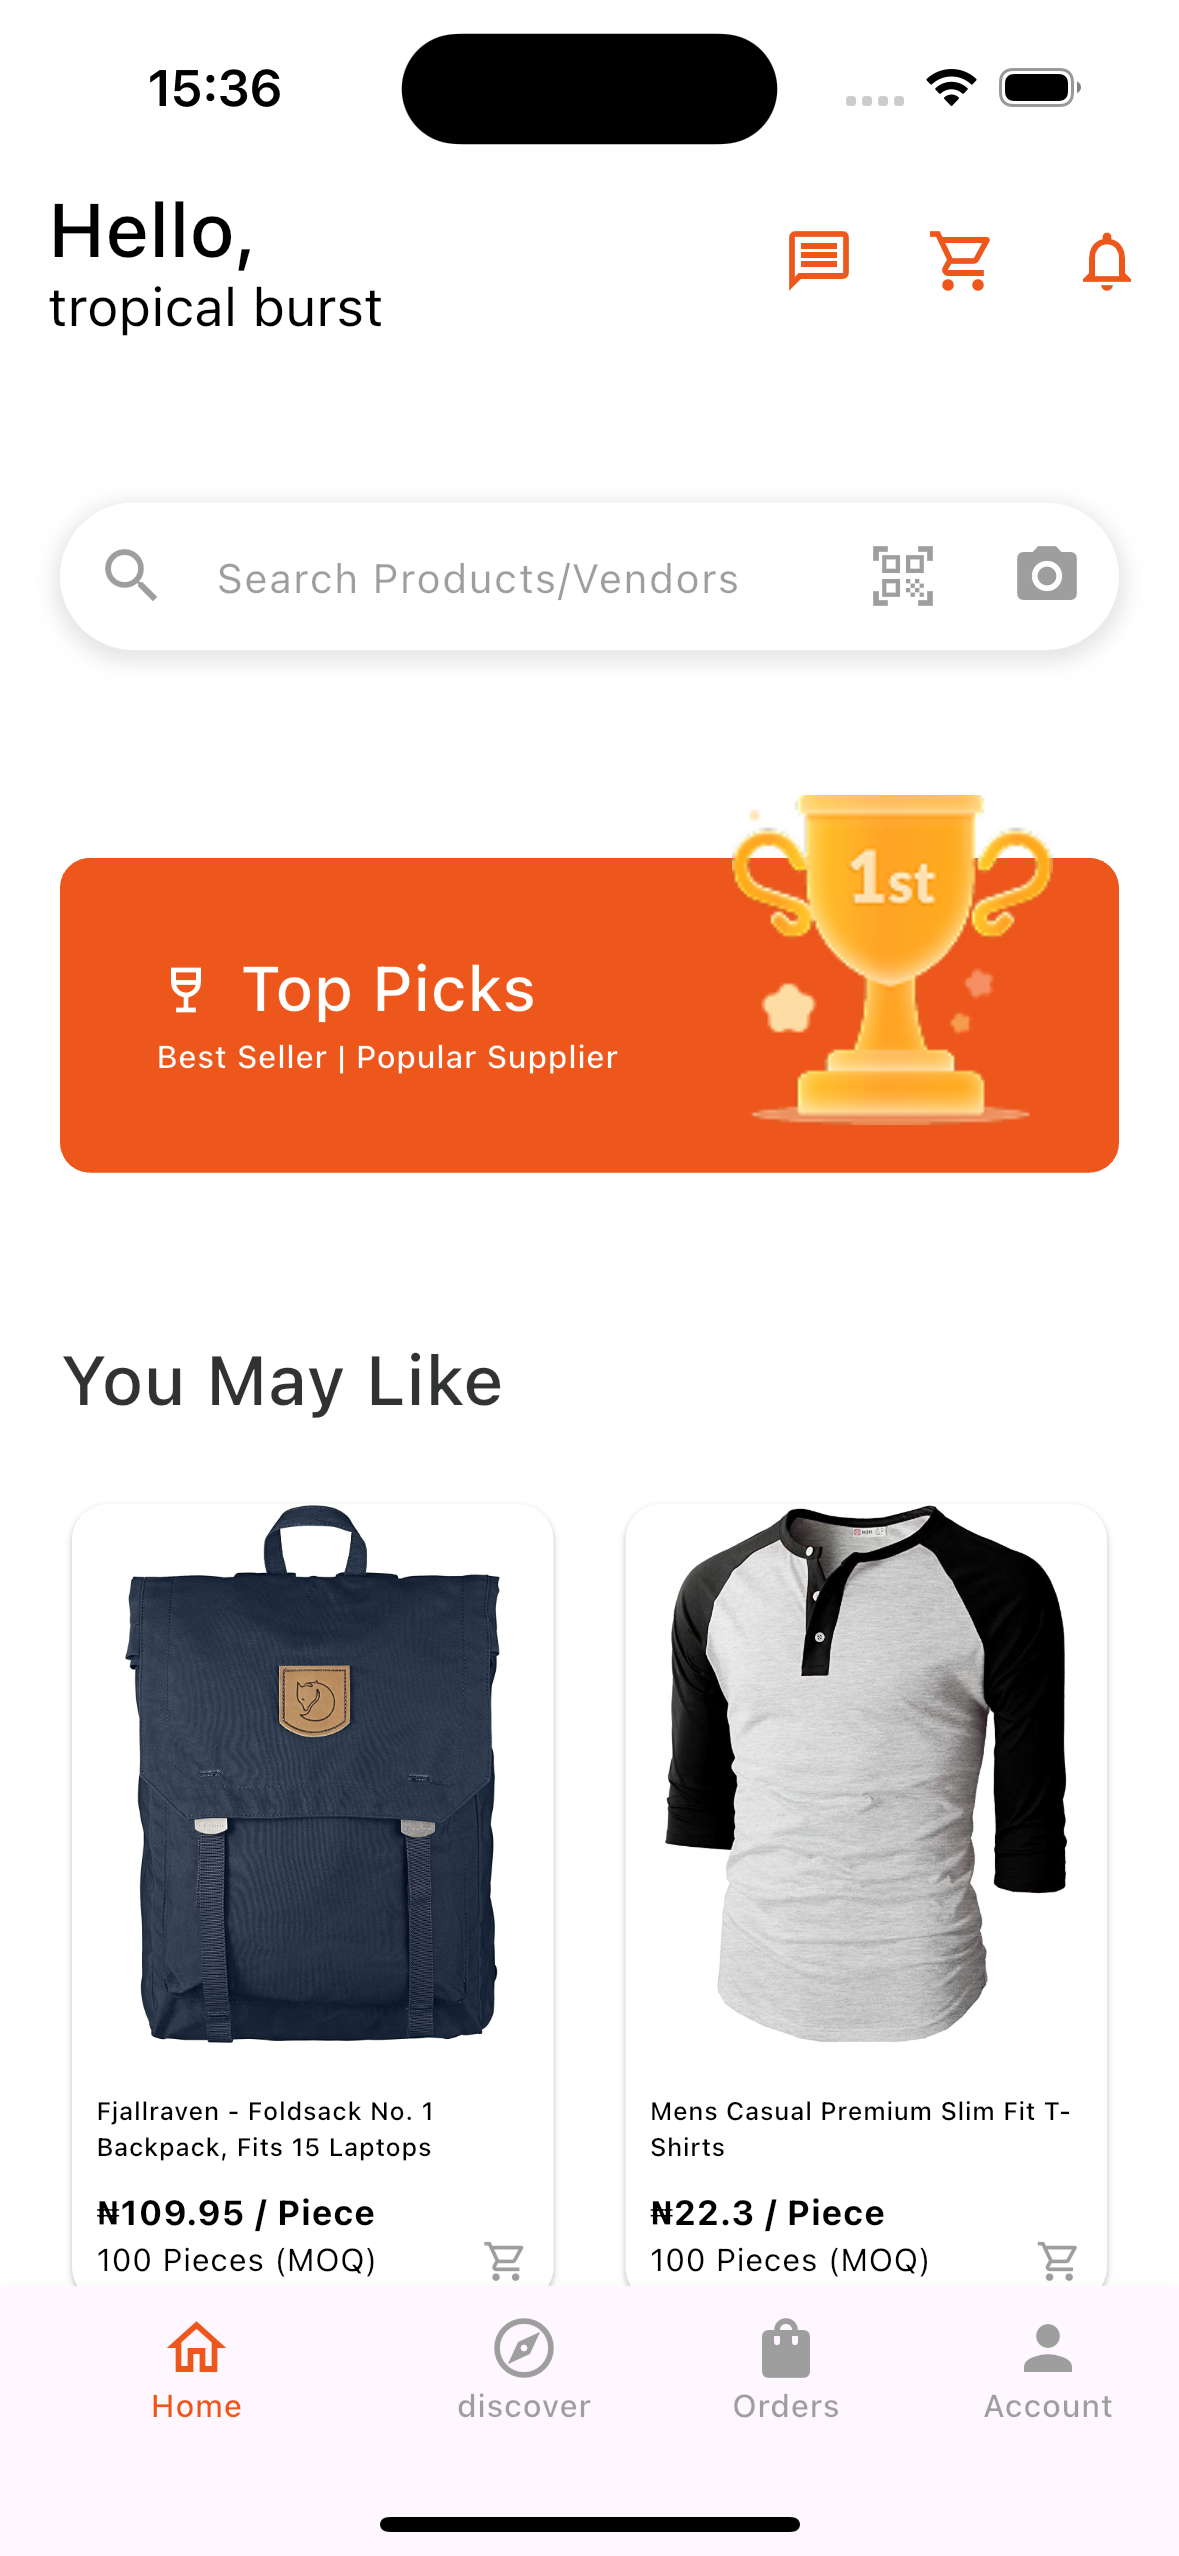 15:36
Hello,
tropical burst
Search Products/Vendors
1st
Top Picks
Best Seller | Popular Supplier
You May Like
Fjallraven - Foldsack No. 1
Backpack, Fits 15 Laptops
₦109.95 / Piece
100 Pieces (MOQ)
Mens Casual Premium Slim Fit T-
Shirts
₦22.3 / Piece
100 Pieces (MOQ)
Home
discover
Orders
Account